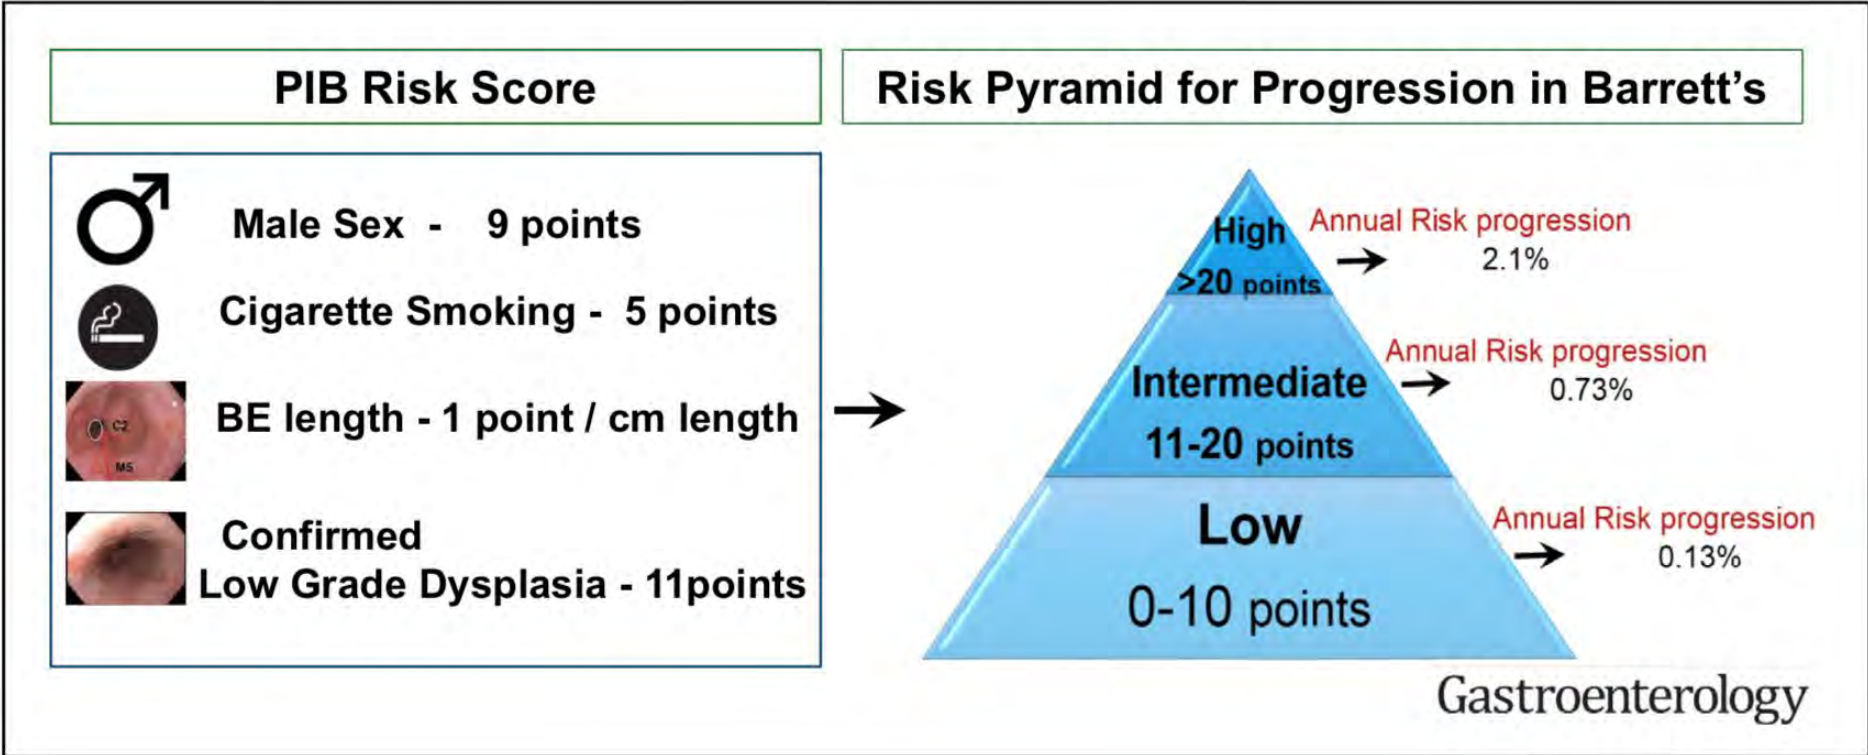 PIB Risk Score
Male Sex - 9 points
Cigarette Smoking - 5 points
C2
M5
BE length - 1 point / cm length
Confirmed
Low Grade Dysplasia - 11points
Risk Pyramid for Progression in Barrett's
High
>20 points
Annual Risk progression
2.1%
Intermediate
11-20 points
Annual Risk progression
0.73%
Low
0-10 points
Annual Risk progression
0.13%
Gastroenterology